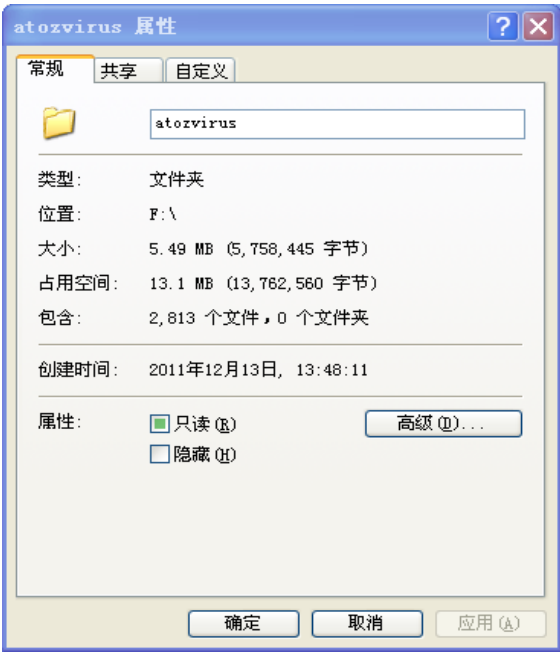 atozvirus 属性
常规 共享 自定义
atozvirus
类型: 文件夹
位置: F:\
大小: 5.49 MB (5,758,445 字节)
占用空间: 13.1 MB (13,762,560 字节)
包含: 2,813 个文件，0 个文件夹
创建时间: 2011年12月13日, 13:48:11
属性: 只读(R) 高级(D)...
隐藏(H)
确定 取消 应用(A)